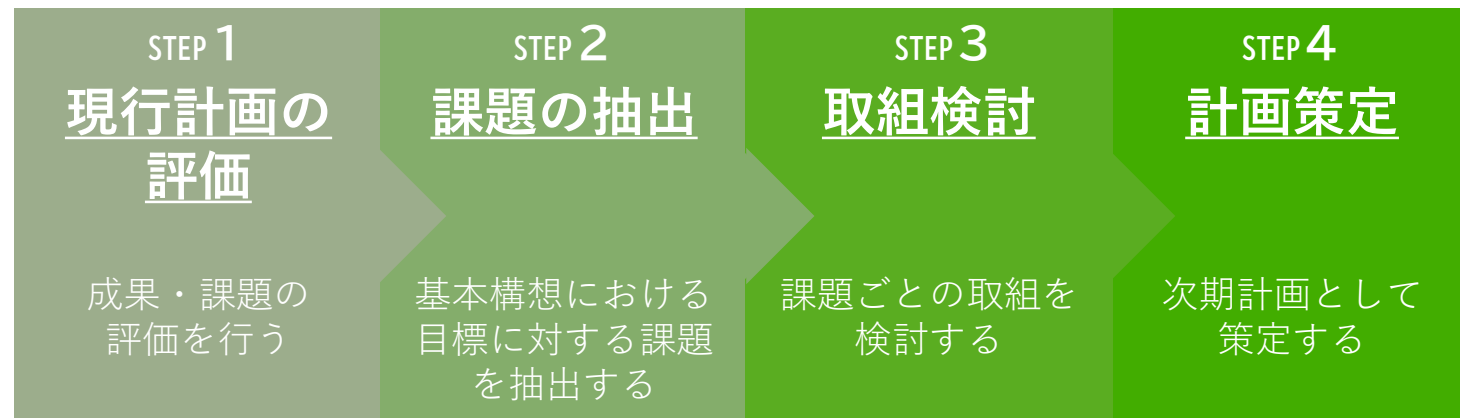 STEP 1
現行計画の
評価
成果・課題の
評価を行う
STEP 2
課題の抽出
基本構想における
目標に対する課題
を抽出する
STEP 3
取組検討
課題ごとの取組を
検討する
STEP 4
計画策定
次期計画として
策定する